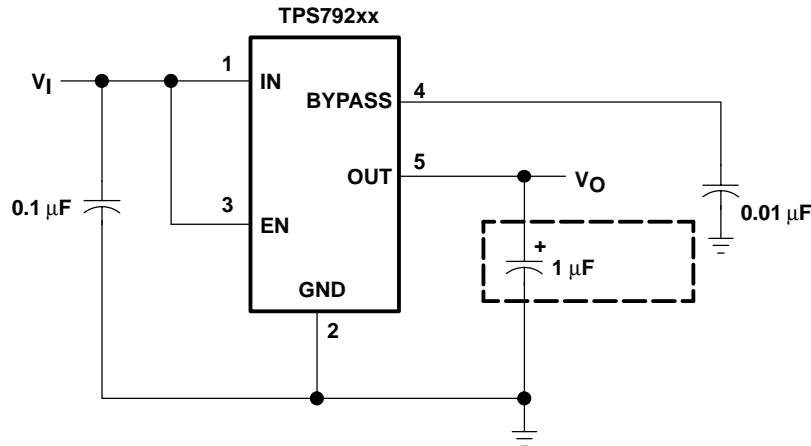 TPS792xx
1
V_I
IN
4
BYPASS
5
OUT
V_O
0.1 μF
3
EN
0.01 μF
+
1 μF
GND
2